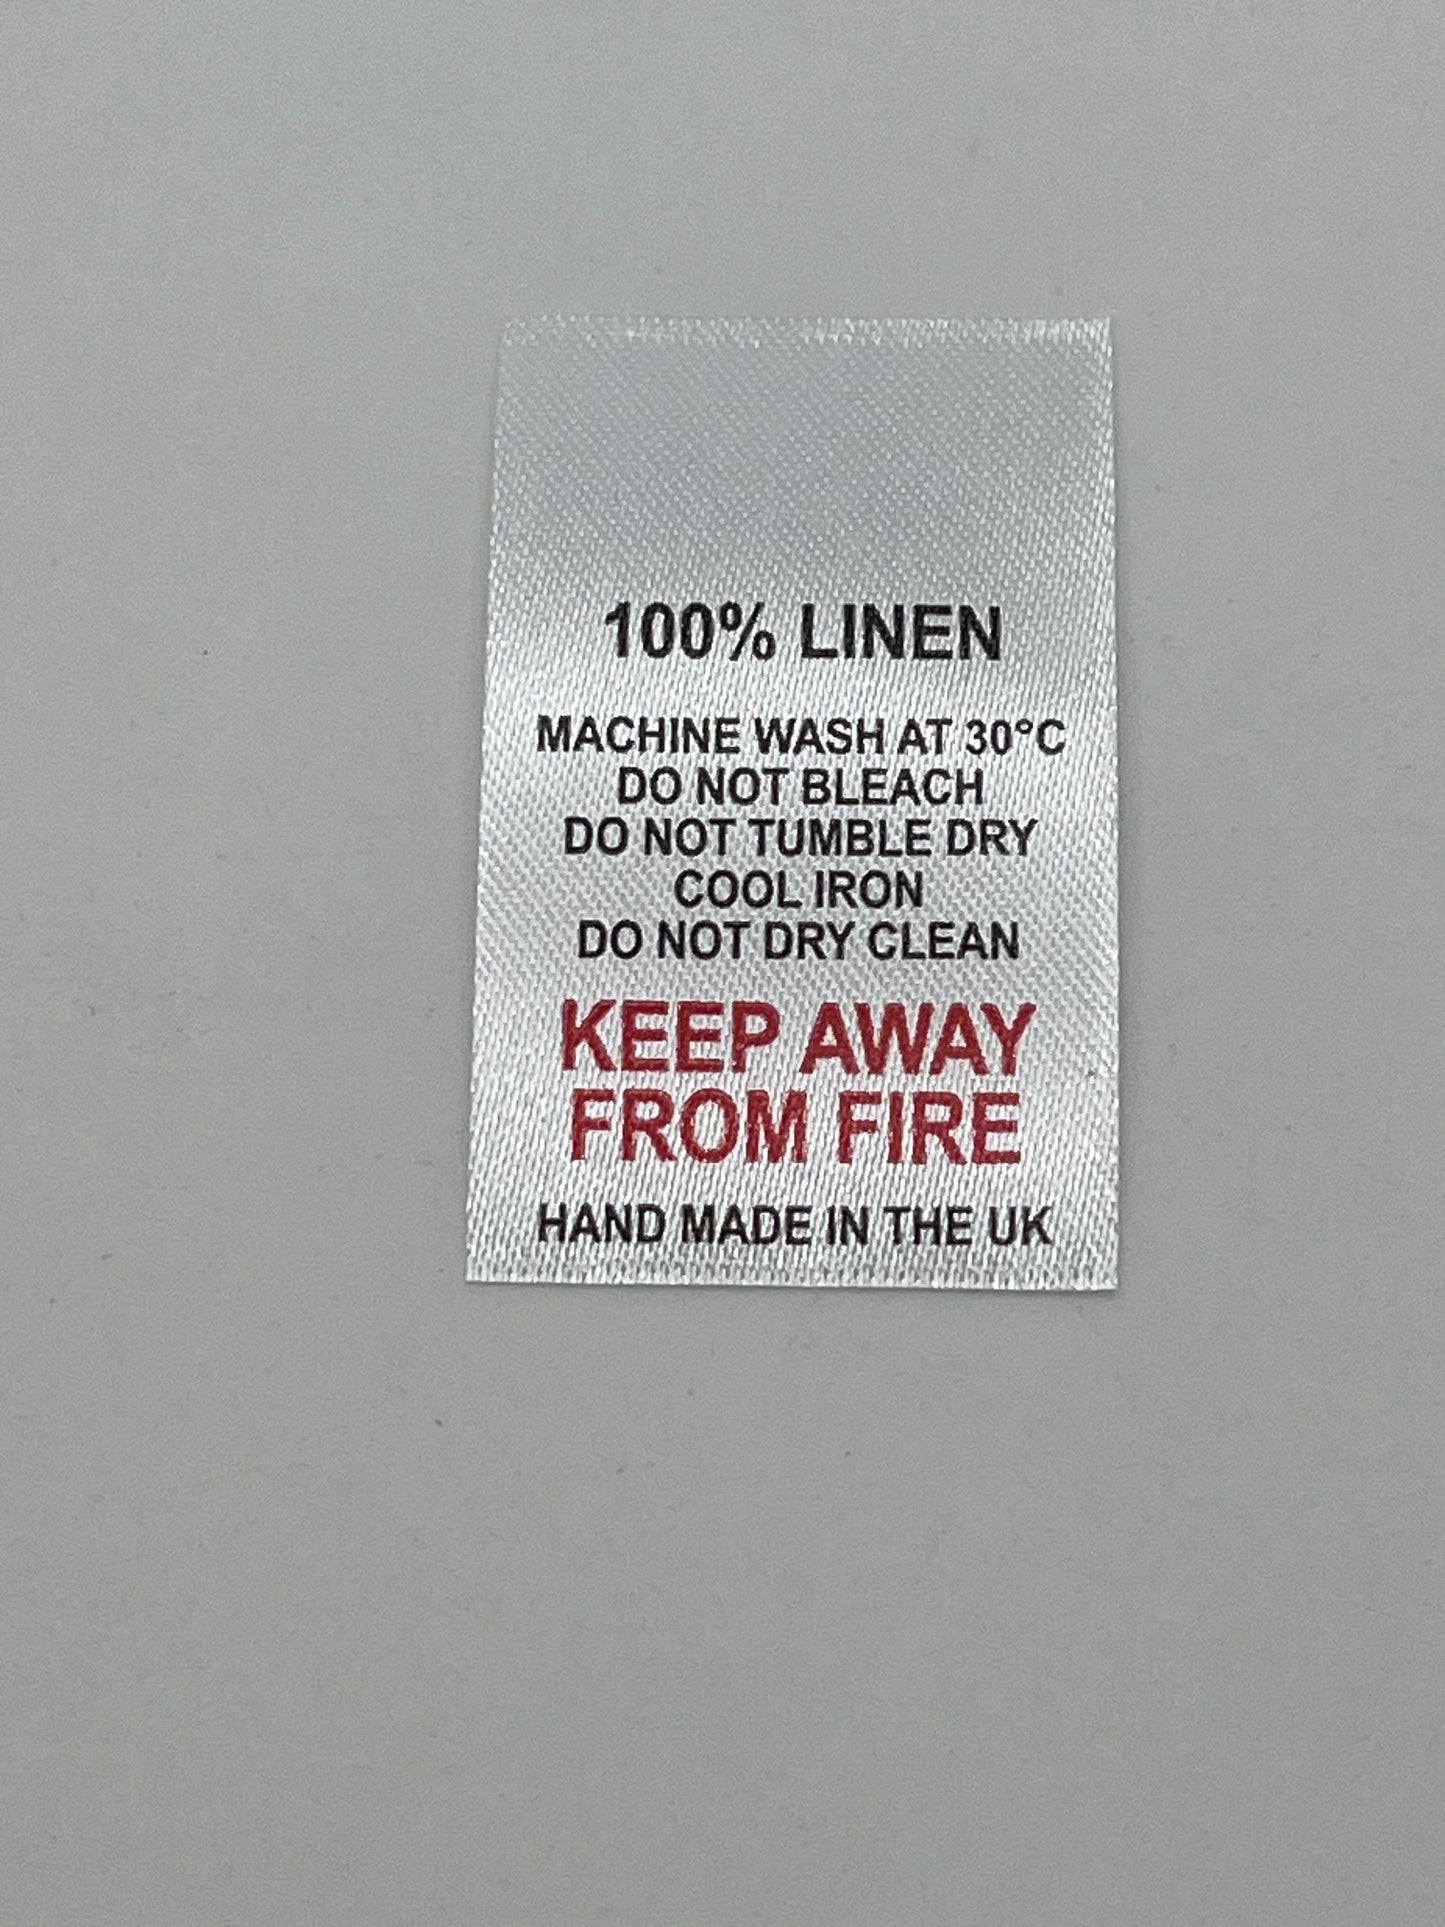 100% LINEN
MACHINE WASH AT 30°C
DO NOT BLEACH
DO NOT TUMBLE DRY
COOL IRON
DO NOT DRY CLEAN
KEEP AWAY
FROM FIRE
HAND MADE IN THE UK